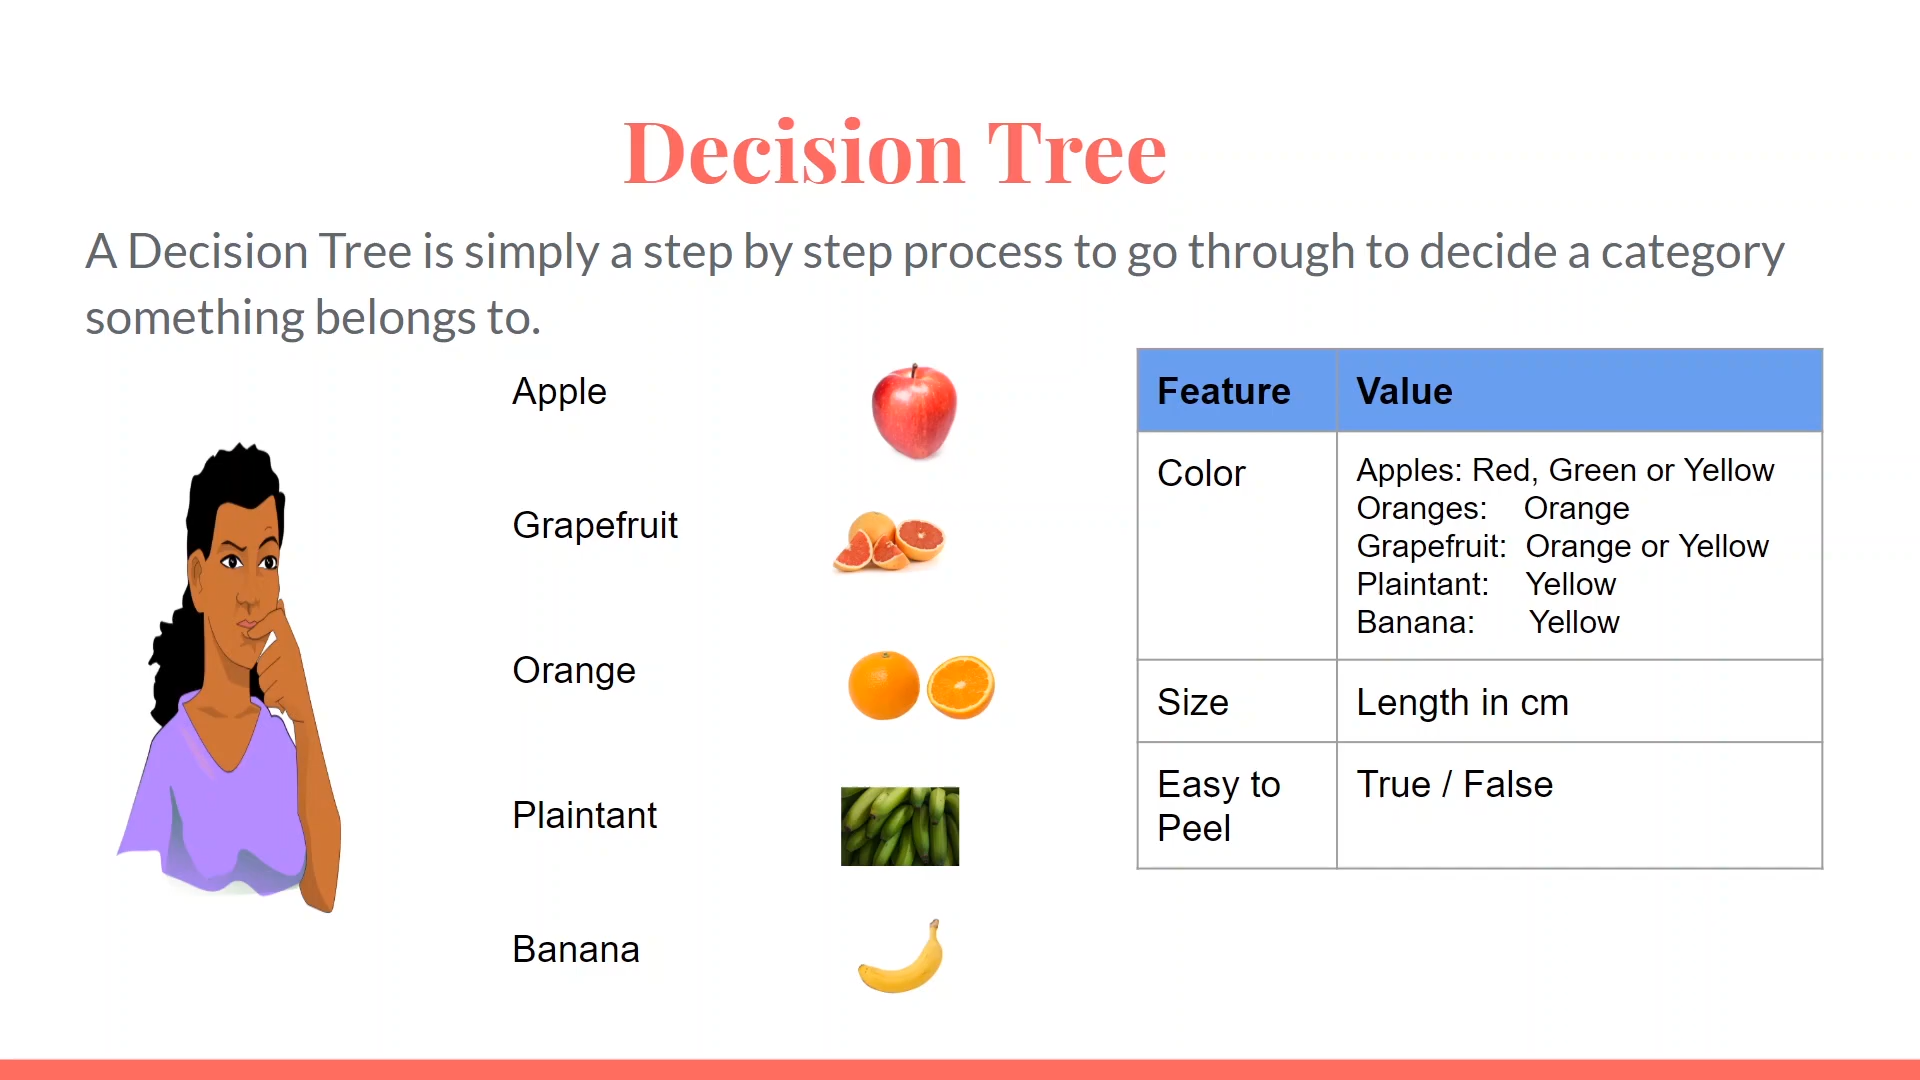 Decision Tree
A Decision Tree is simply a step by step process to go through to decide a category
something belongs to.
Apple
Grapefruit
Orange
Plaintant
Banana
Feature Value
Color Apples: Red, Green or Yellow
Oranges: Orange
Grapefruit: Orange or Yellow
Plaintant: Yellow
Banana: Yellow
Size Length in cm
Easy to True / False
Peel